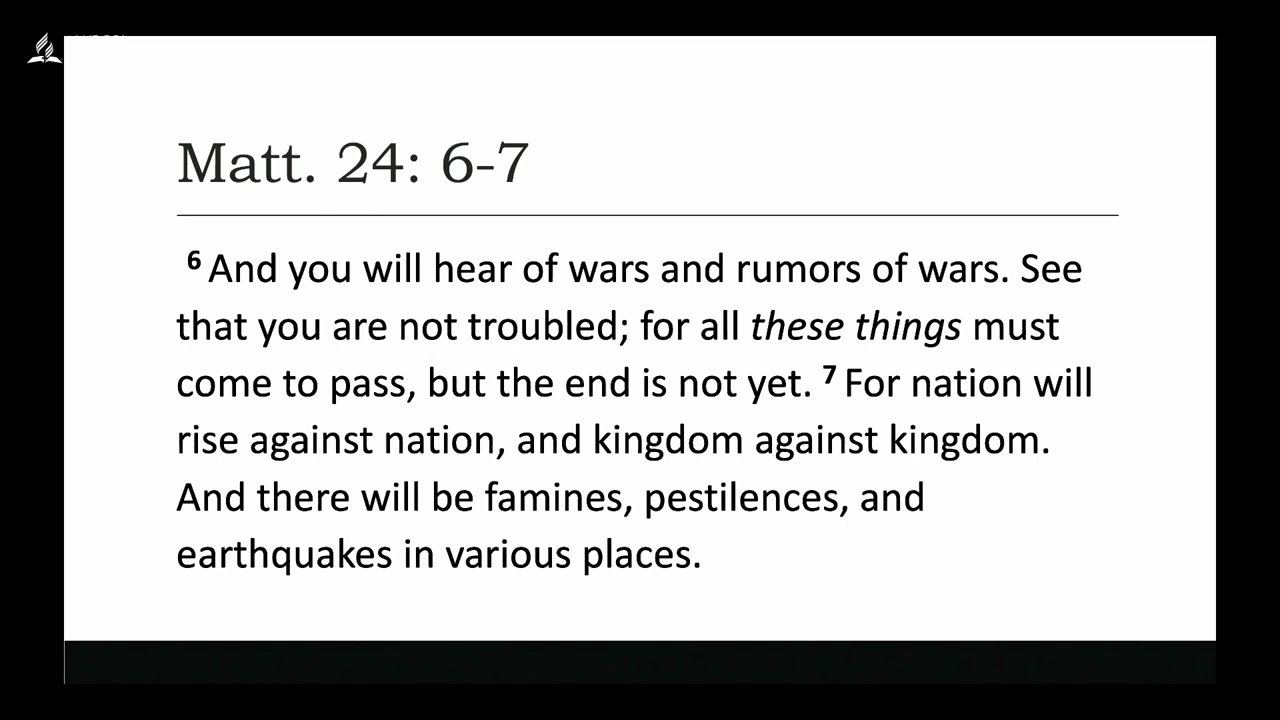 Matt. 24: 6-7
6 And you will hear of wars and rumors of wars. See
that you are not troubled; for all these things must
come to pass, but the end is not yet. 7 For nation will
rise against nation, and kingdom against kingdom.
And there will be famines, pestilences, and
earthquakes in various places.